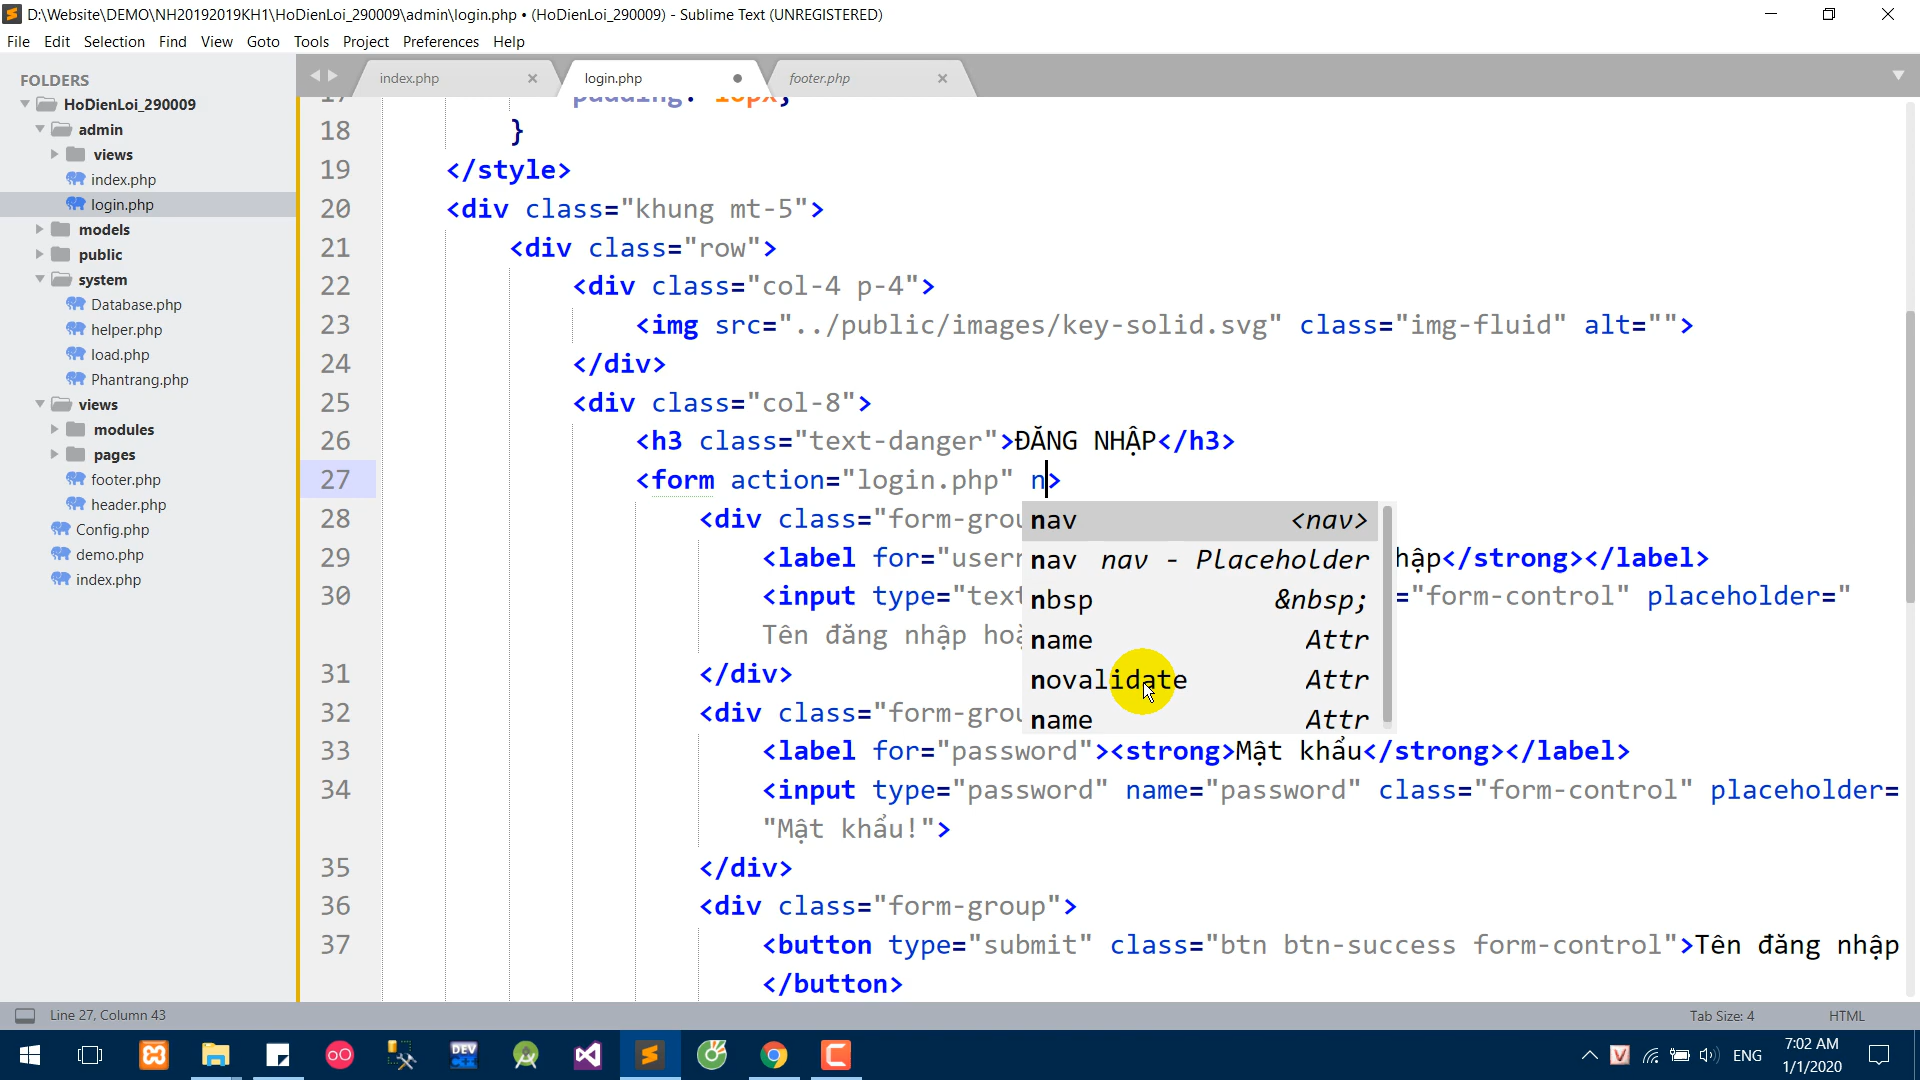 D:\Website\DEMO\NH20192019KH1\HoDienLoi_290009\admin\login.php • (HoDienLoi_290009) - Sublime Text (UNREGISTERED)
File Edit Selection Find View Goto Tools Project Preferences Help
FOLDERS
HoDienLoi_290009
admin
views
index.php
login.php
models
public
system
Database.php
helper.php
load.php
Phantrang.php
views
modules
pages
footer.php
header.php
Config.php
demo.php
index.php
index.php × login.php footer.php ×
17 padding: 10px;
18 }
19 </style>
20 <div class="khung mt-5">
21 <div class="row">
22 <div class="col-4 p-4">
23 <img src="../public/images/key-solid.svg" class="img-fluid" alt="">
24 </div>
25 <div class="col-8">
26 <h3 class="text-danger">ĐĂNG NHẬP</h3>
27 <form action="login.php" n>
28 <div class="form-grou
29 <label for="user hập</strong></label>
30 <input type="text ="form-control" placeholder="
Tên đăng nhập
31 </div>
32 <div class="form-grou
33 <label for="password"><strong>Mật khẩu</strong></label>
34 <input type="password" name="password" class="form-control" placeholder=
"Mật khẩu!">
35 </div>
36 <div class="form-group">
37 <button type="submit" class="btn btn-success form-control">Tên đăng nhập
</button>
nav <nav>
nav nav - Placeholder
nbsp &nbsp;
name Attr
novalidate Attr
name Attr
Line 27, Column 43 Tab Size: 4 HTML
DEV
ENG 7:02 AM
1/1/2020